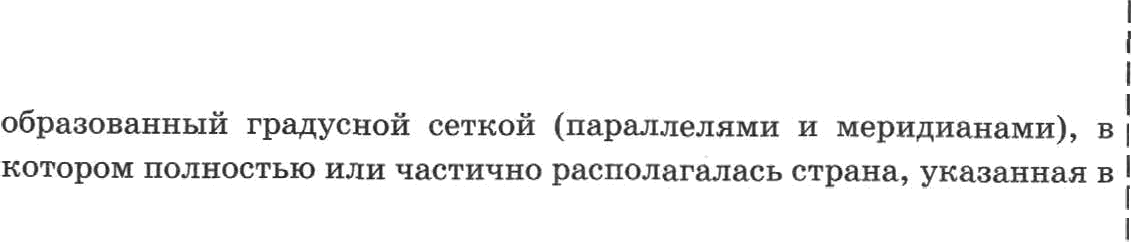 образованный градусной сеткой (параллелями и меридианами), в
котором полностью или частично располагалась страна, указанная в